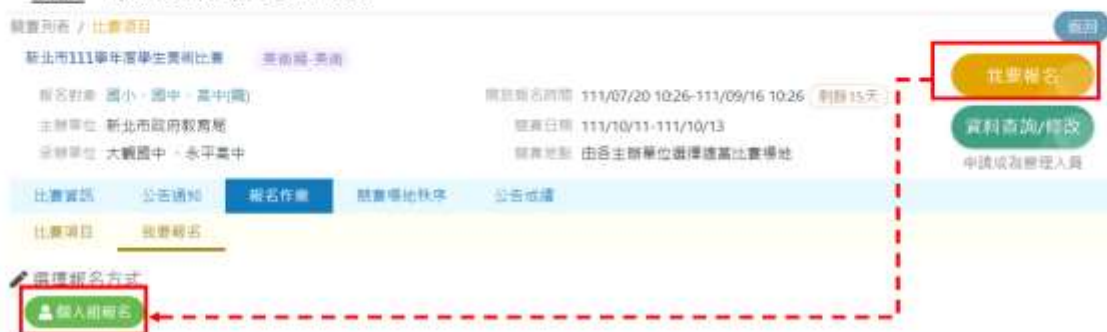 競賽列表 / 比賽項目
返回
新北市111學年度學生美術比賽 美術類-美術
我要報名
報名對象 國小、國中、高中(職) 開放報名時間 111/07/20 10:26-111/09/16 10:26 剩餘15天
主辦單位 新北市政府教育局 競賽日期 111/10/11-111/10/13
資料查詢/修改
承辦單位 大觀國中 、永平高中 競賽地點 由各主辦單位選擇適當比賽場地
申請成為管理人員
比賽資訊 公告通知 報名作業 競賽場地秩序 公告成績
比賽項目 我要報名
選擇報名方式
個人組報名